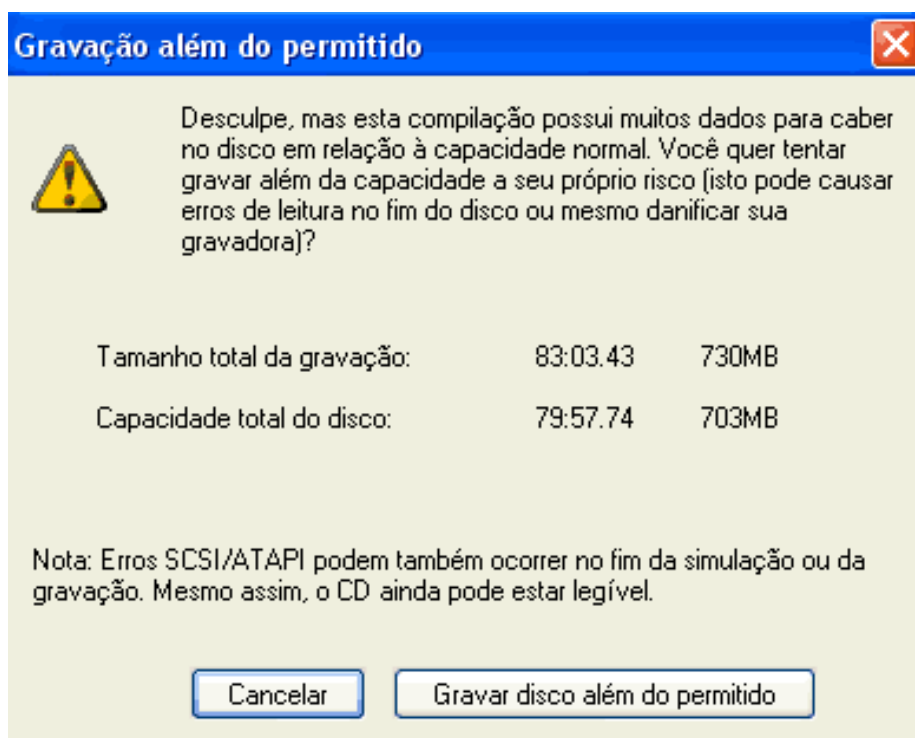 Gravação além do permitido
Desculpe, mas esta compilação possui muitos dados para caber
no disco em relação à capacidade normal. Você quer tentar
gravar além da capacidade a seu próprio risco (isto pode causar
erros de leitura no fim do disco ou mesmo danificar sua
gravadora)?
Tamanho total da gravação: 83:03.43 730MB
Capacidade total do disco: 79:57.74 703MB
Nota: Erros SCSI/ATAPI podem também ocorrer no fim da simulação ou da
gravação. Mesmo assim, o CD ainda pode estar legível.
Cancelar Gravar disco além do permitido